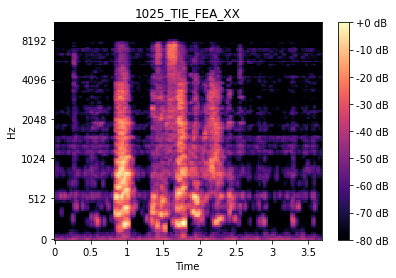 1025_TIE_FEA_XX
8192
4096
2048
1024
512
0
Hz
0
0.5
1
1.5
2
2.5
3
3.5
Time
+0 dB
-10 dB
-20 dB
-30 dB
-40 dB
-50 dB
-60 dB
-70 dB
-80 dB